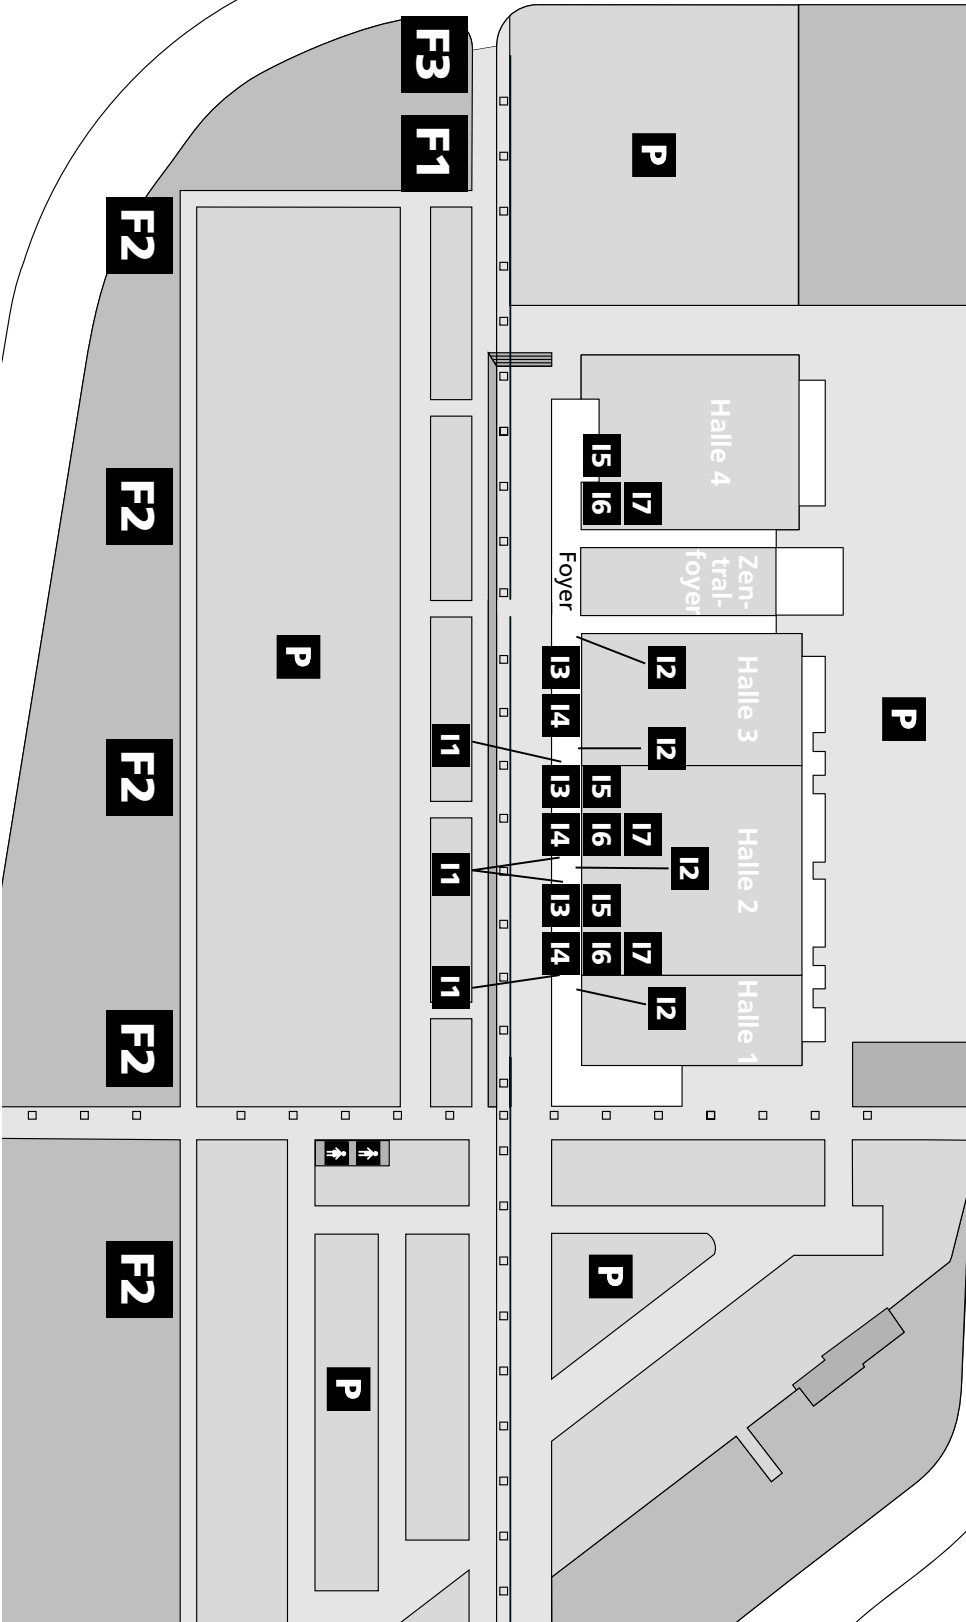 P
Zen-
tral-
foyer
Halle 3
Halle 2
Halle 1
Halle 4
I2
I2
I2
I2
P
I7
I7
I7
P
I5
I6
I5
I6
I5
I6
Foyer
I3
I4
I3
I4
I3
I4
I1
I1
I1
F3
F1
P
P
F2
F2
F2
F2
F2